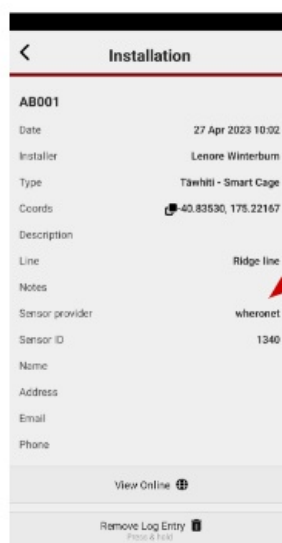 Installation
AB001
Date 27 Apr 2023 10:02
Installer Lenore Winterburn
Type Tāwhiti - Smart Cage
Coords -40.83530, 175.22167
Description
Line Ridge line
Notes
Sensor provider wheronet
Sensor ID 1340
Name
Address
Email
Phone
View Online
Remove Log Entry
Press & hold